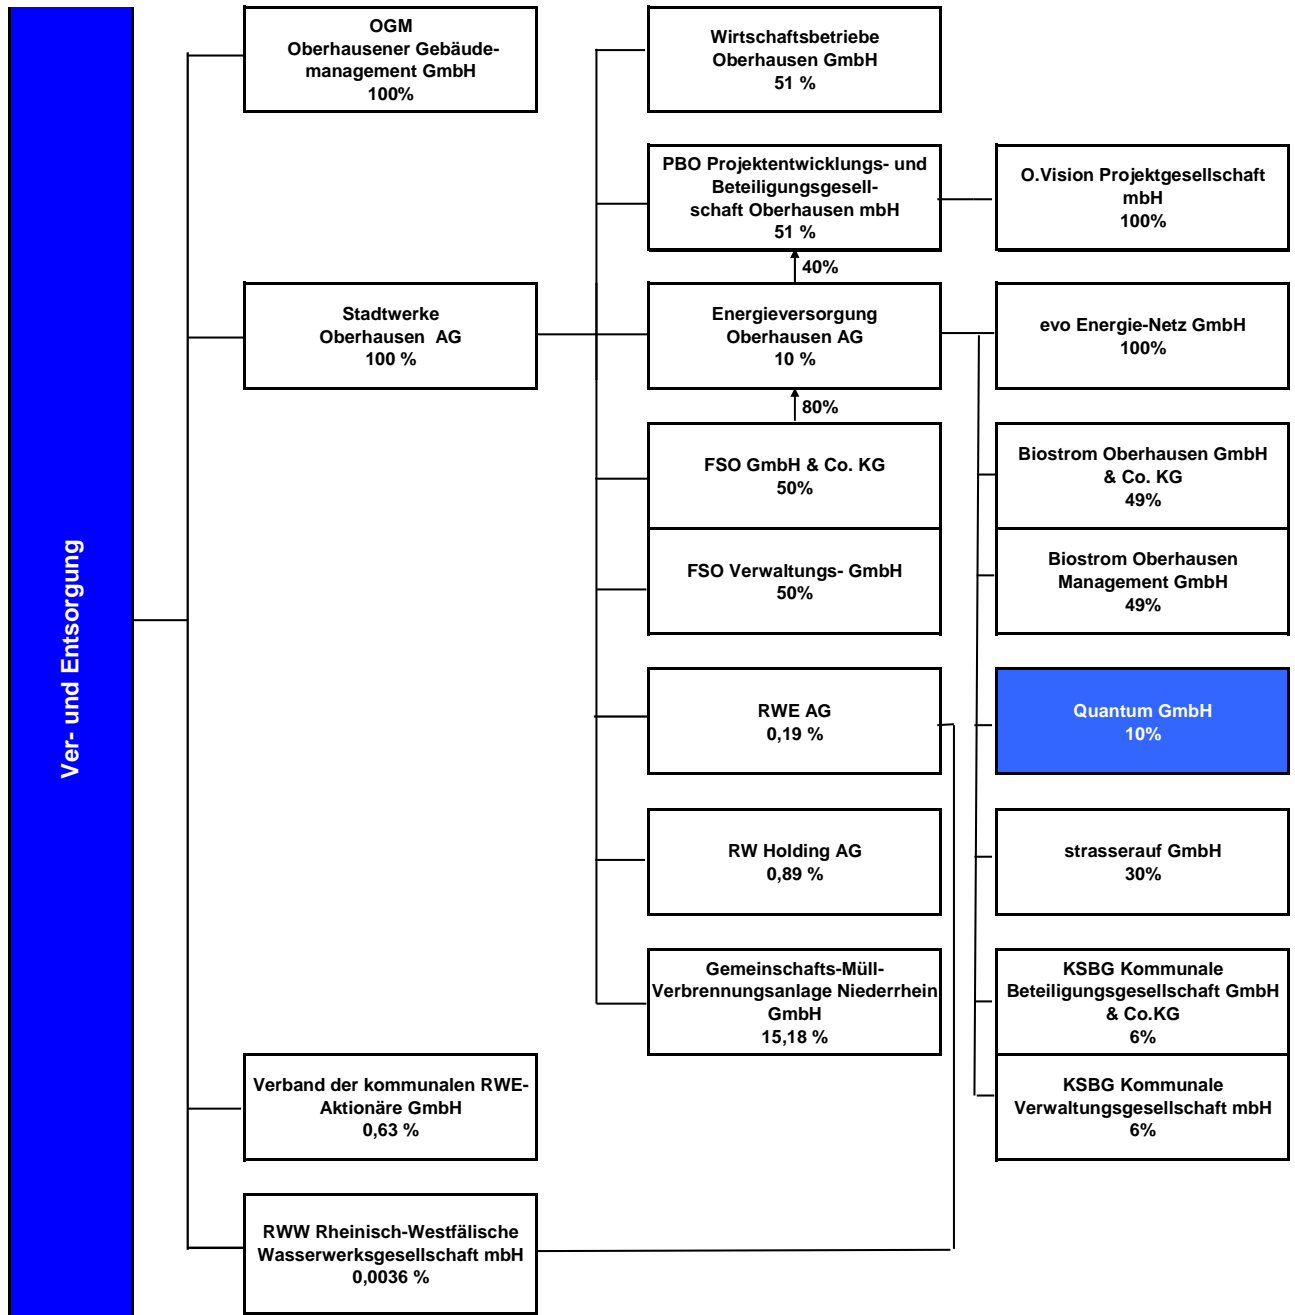 Ver- und Entsorgung
OGM
Oberhausener Gebäude-
management GmbH
100%
Stadtwerke
Oberhausen AG
100 %
Verband der kommunalen RWE-
Aktionäre GmbH
0,63 %
RWW Rheinisch-Westfälische
Wasserwerksgesellschaft mbH
0,0036 %
Wirtschaftsbetriebe
Oberhausen GmbH
51 %
PBO Projektentwicklungs- und
Beteiligungsgesell-
schaft Oberhausen mbH
51 %
40%
Energieversorgung
Oberhausen AG
10 %
80%
FSO GmbH & Co. KG
50%
FSO Verwaltungs- GmbH
50%
RWE AG
0,19 %
RW Holding AG
0,89 %
Gemeinschafts-Müll-
Verbrennungsanlage Niederrhein
GmbH
15,18 %
O.Vision Projektgesellschaft
mbH
100%
evo Energie-Netz GmbH
100%
Biostrom Oberhausen GmbH
& Co. KG
49%
Biostrom Oberhausen
Management GmbH
49%
Quantum GmbH
10%
strasserauf GmbH
30%
KSBG Kommunale
Beteiligungsgesellschaft GmbH
& Co.KG
6%
KSBG Kommunale
Verwaltungsgesellschaft mbH
6%